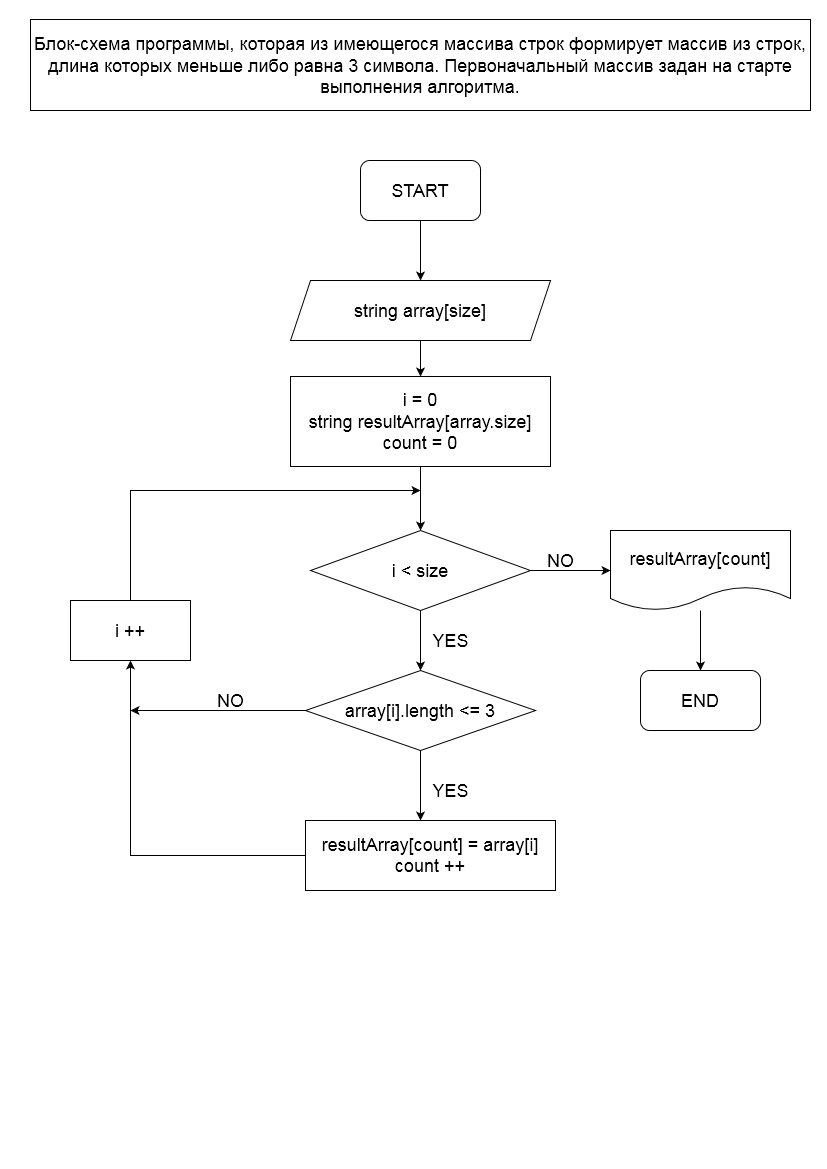 Блок-схема программы, которая из имеющегося массива строк формирует массив из строк,
длина которых меньше либо равна 3 символа. Первоначальный массив задан на старте
выполнения алгоритма.
START
string array[size]
i = 0
string resultArray[array.size]
count = 0
i < size
NO
resultArray[count]
i ++
YES
END
NO
array[i].length <= 3
YES
resultArray[count] = array[i]
count ++